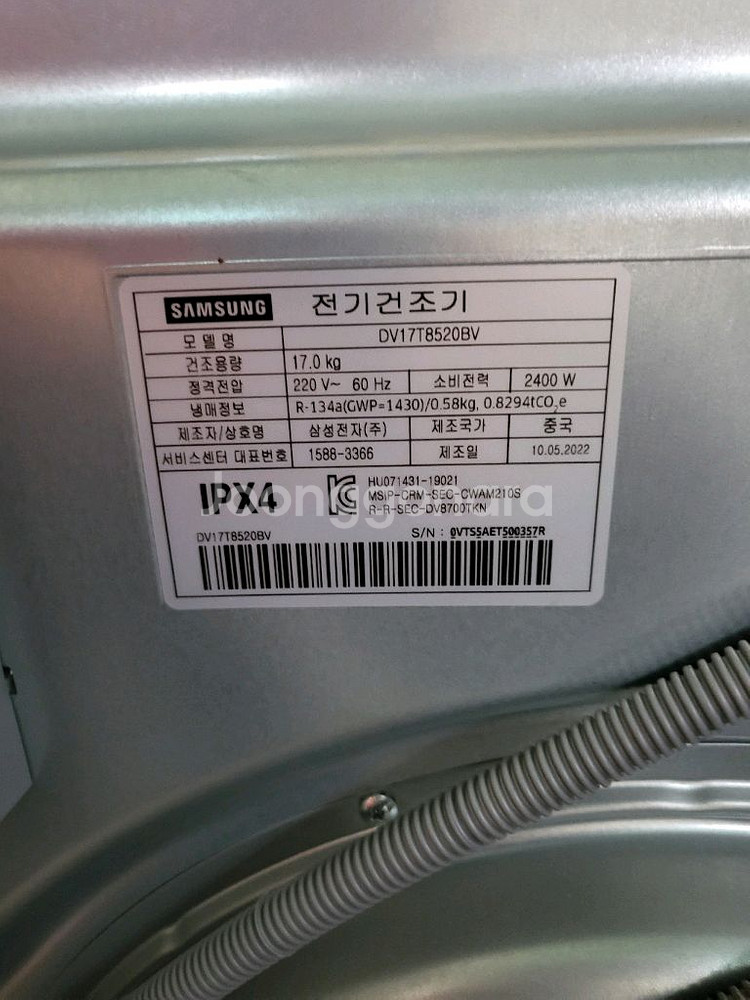 SAMSUNG 전기건조기
모델명 DV17T8520BV
건조용량 17.0 kg
정격전압 220 V~ 60 Hz 소비전력 2400 W
냉매정보 R-134a(GWP=1430)/0.58kg, 0.8294tCO₂e
제조자/상호명 삼성전자(주) 제조국가 중국
서비스센터 대표번호 1588-3366 제조일 10.05.2022
IPX4
HU071431-19021
MSIP-CRM-SEC-CWAM210S
R-R-SEC-DV8700TKN
Joonggonara
DV17T8520BV S/N : 0VTS5AET500357R